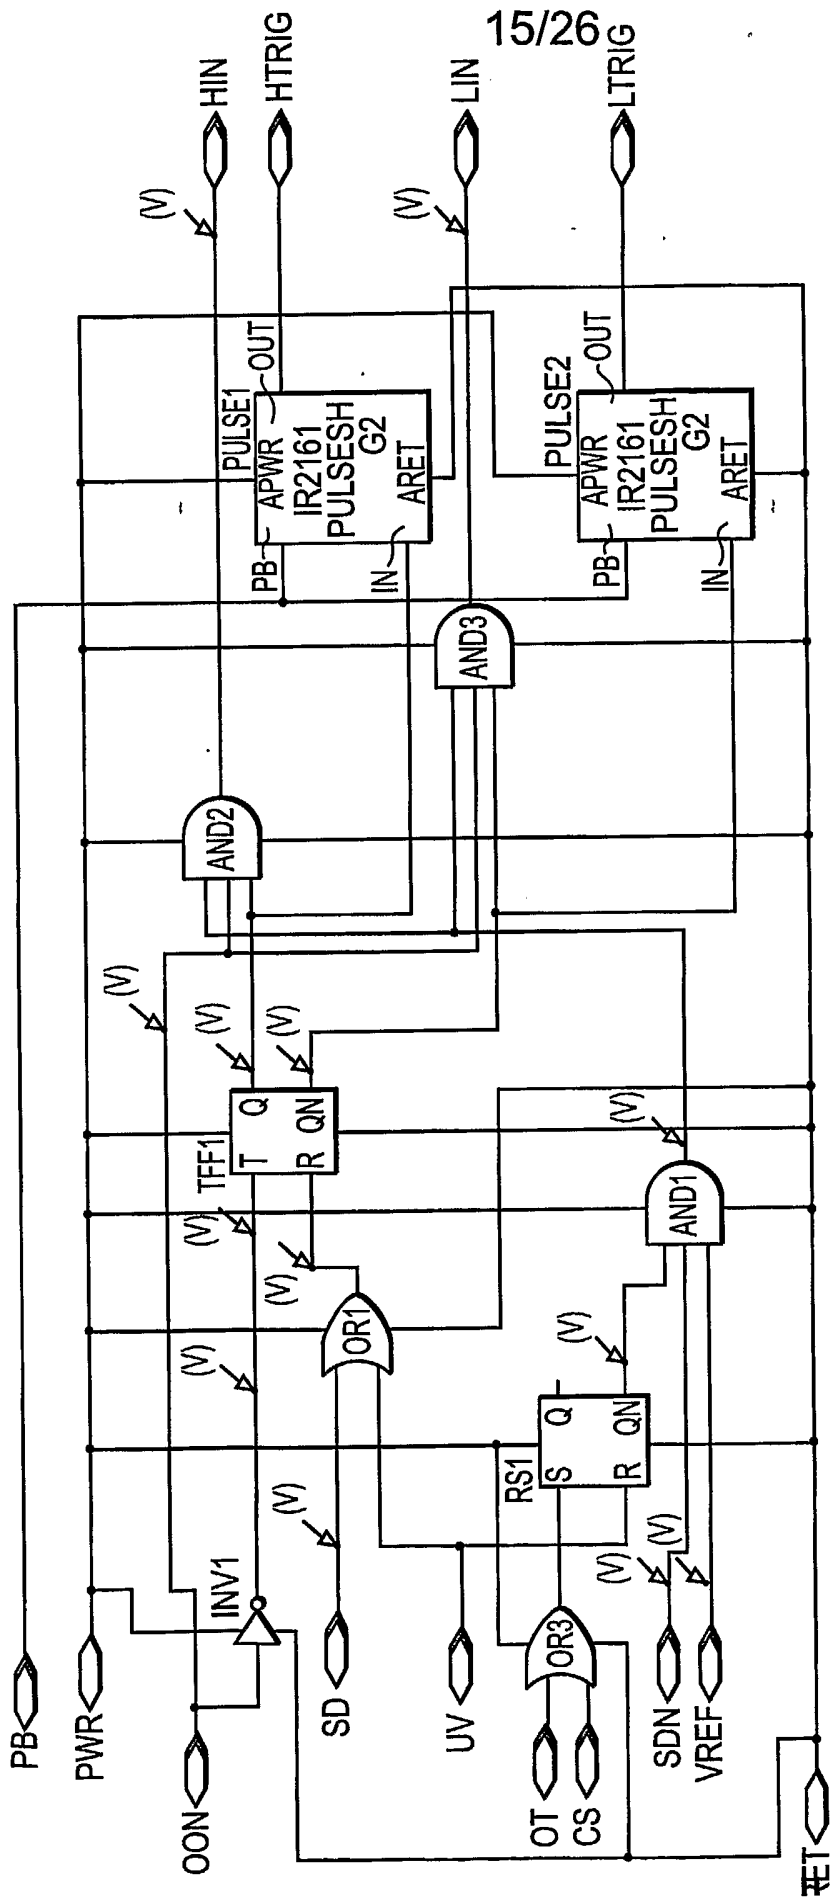 15/26
HIN
HTRIG
LIN
LTRIG
(V)
(V)
PULSE1
OUT
APWR
IR2161
PULSESH
G2
ARET
PB
IN
PULSE2
OUT
APWR
IR2161
PULSESH
G2
ARET
PB
IN
AND3
AND2
(V)
(V)
(V)
TFF1
Q
QN
T
R
(V)
(V)
(V)
OR1
(V)
AND1
(V)
RS1
Q
QN
S
R
(V)
(V)
(V)
INV1
OR3
PB
PWR
OON
SD
UV
OT
CS
SDN
VREF